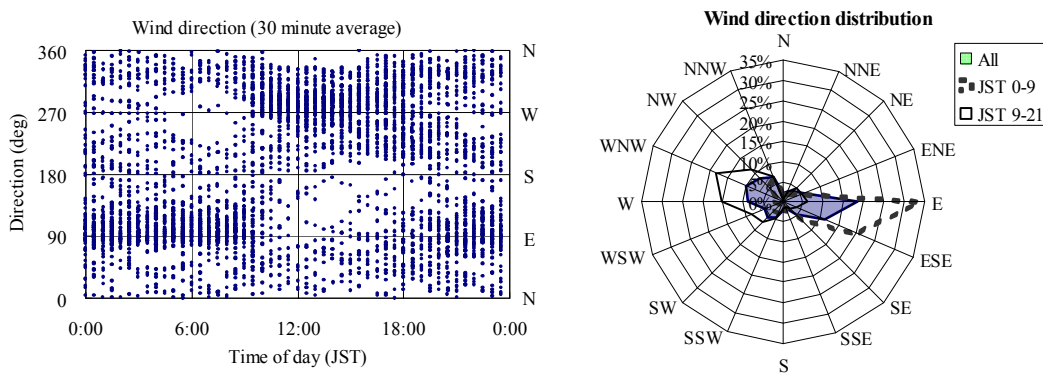 Wind direction (30 minute average)
360
270
180
90
0
Direction (deg)
N
W
S
E
N
0:00 6:00 12:00 18:00 0:00
Time of day (JST)
Wind direction distribution
N
NNE
NE
ENE
E
ESE
SE
SSE
S
SSW
SW
WSW
W
WNW
NW
NNW
35%
30%
25%
20%
15%
10%
0%
All
JST 0-9
JST 9-21